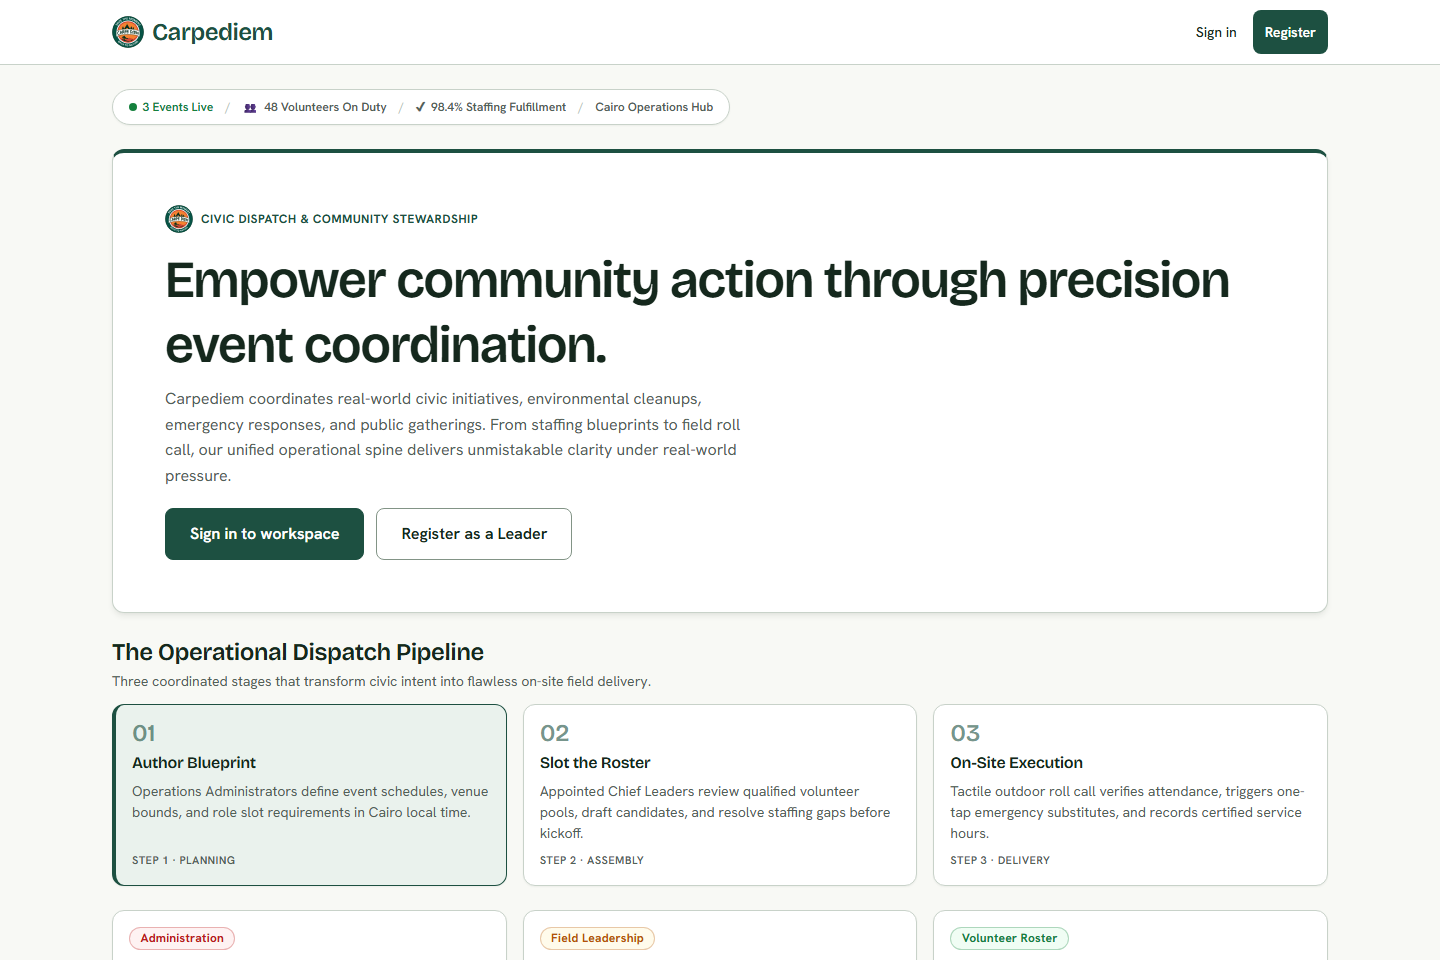 Carpediem
Sign in
Register
3 Events Live / 48 Volunteers On Duty / ✓ 98.4% Staffing Fulfillment / Cairo Operations Hub
CIVIC DISPATCH & COMMUNITY STEWARDSHIP
Empower community action through precision
event coordination.
Carpediem coordinates real-world civic initiatives, environmental cleanups,
emergency responses, and public gatherings. From staffing blueprints to field roll
call, our unified operational spine delivers unmistakable clarity under real-world
pressure.
Sign in to workspace
Register as a Leader
The Operational Dispatch Pipeline
Three coordinated stages that transform civic intent into flawless on-site field delivery.
01
Author Blueprint
Operations Administrators define event schedules, venue
bounds, and role slot requirements in Cairo local time.
STEP 1 · PLANNING
02
Slot the Roster
Appointed Chief Leaders review qualified volunteer
pools, draft candidates, and resolve staffing gaps before
kickoff.
STEP 2 · ASSEMBLY
03
On-Site Execution
Tactile outdoor roll call verifies attendance, triggers one-
tap emergency substitutes, and records certified service
hours.
STEP 3 · DELIVERY
Administration
Field Leadership
Volunteer Roster